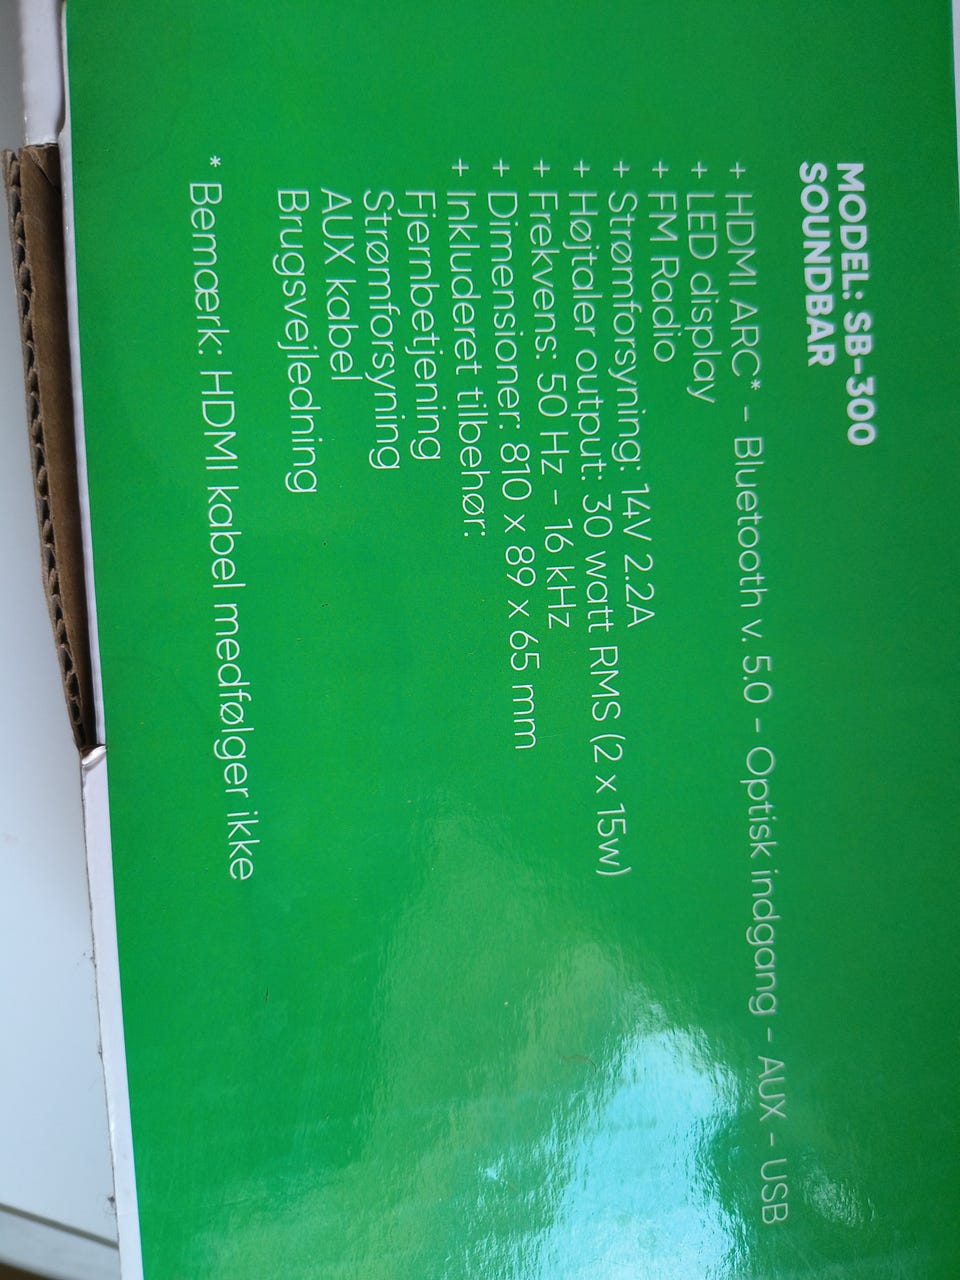 MODEL: SB-300
SOUNDBAR
+ HDMI ARC* - Bluetooth v. 5.0 - Optisk indgang - AUX - USB
+ LED display
+ FM Radio
+ Strømforsyning: 14V 2.2A
+ Højtaler output: 30 watt RMS (2 x 15w)
+ Frekvens: 50 Hz - 16 kHz
+ Dimensioner: 810 x 89 x 65 mm
+ Inkluderet tilbehør:
Fjernbetjening
Strømforsyning
AUX kabel
Brugsvejledning
* Bemærk: HDMI kabel medfølger ikke